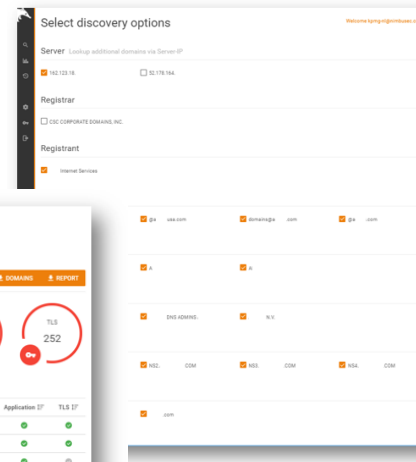 Select discovery options
Server Lookup additional domains via Server-IP
162.123.18.
52.178.164.
Registrar
CSC CORPORATE DOMAINS, INC
Registrant
Internet Services
DOMAINS
REPORT
TLS
252
Application
TLS
@a usa.com
domains@a .com
@a .com
A
DNS ADMINS-
N.V.
NS2. COM
NS3. COM
NS4. COM
.com